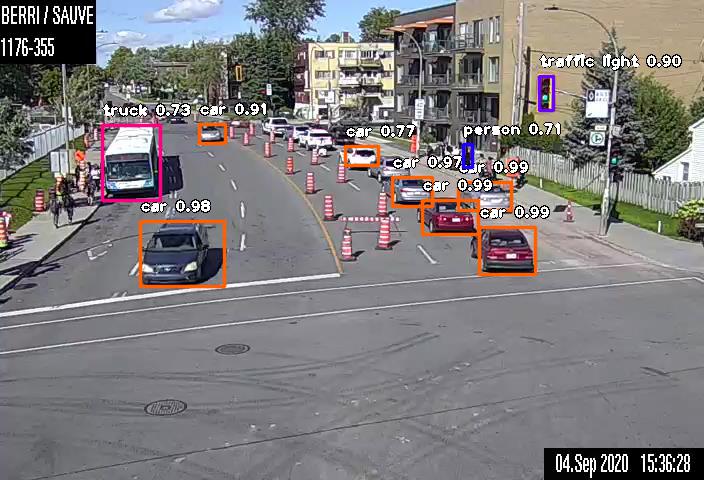 BERRI / SAUVE
1176-355
traffic light 0.90
truck 0.73
car 0.91
car 0.77
person 0.71
car 0.97
0.99
car 0.99
car 0.98
car 0.99
04.Sep 2020 15:36:28